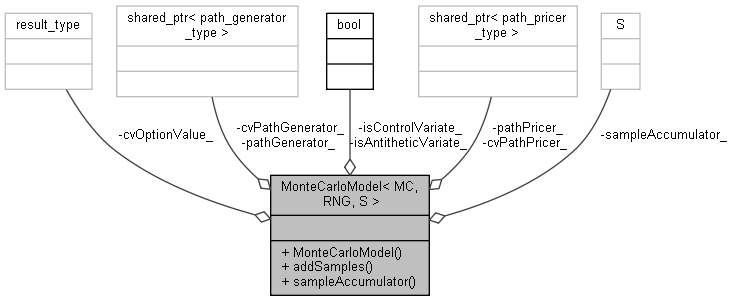 result_type
shared_ptr< path_generator
_type >
bool
shared_ptr< path_pricer
_type >
S
-cvOptionValue_
-cvPathGenerator_
-pathGenerator_
-isControlVariate_
-isAntitheticVariate_
-pathPricer_
-cvPathPricer_
-sampleAccumulator_
MonteCarloModel< MC,
RNG, S >
+ MonteCarloModel()
+ addSamples()
+ sampleAccumulator()